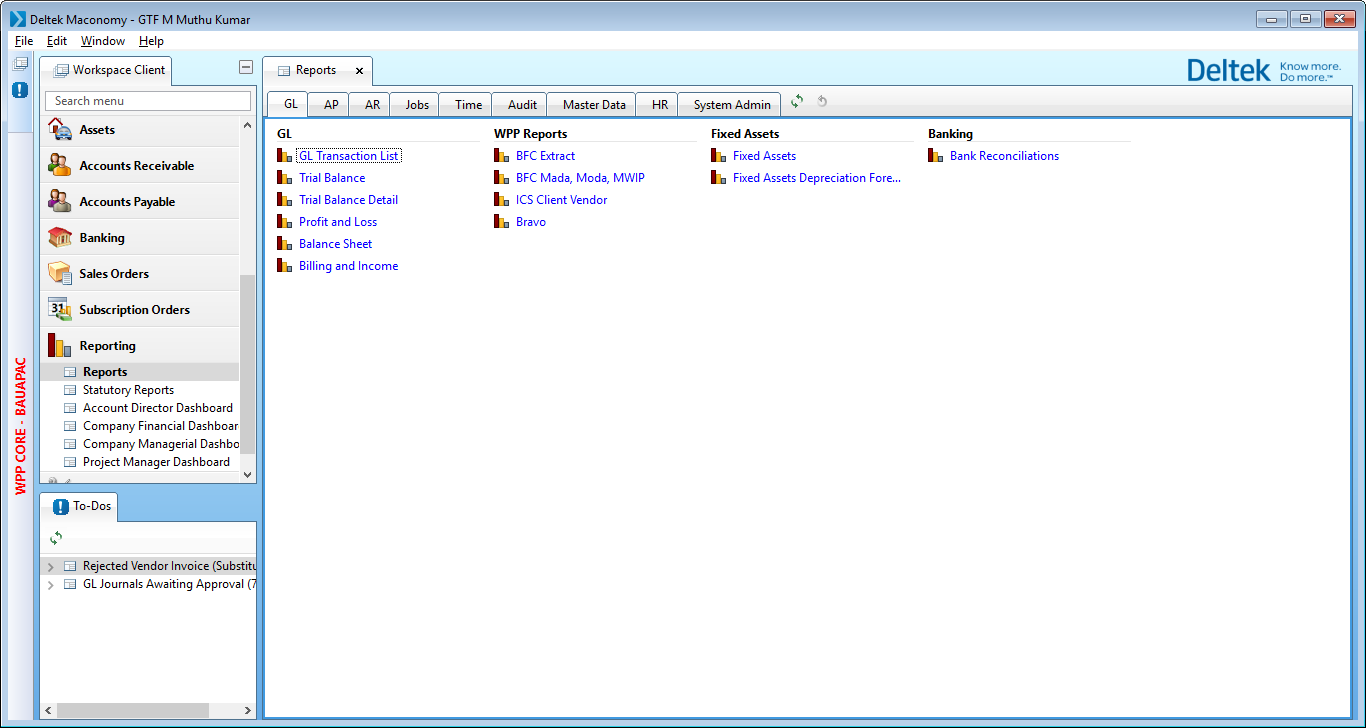 Deltek Maconomy - GTF M Muthu Kumar
File Edit Window Help
Workspace Client
Search menu
Assets
Accounts Receivable
Accounts Payable
Banking
Sales Orders
31
Subscription Orders
Reporting
Reports
Statutory Reports
Account Director Dashboard
Company Financial Dashboar
Company Managerial Dashbo
Project Manager Dashboard
WPP CORE - BAUAPAC
To-Dos
Rejected Vendor Invoice (Substitu
GL Journals Awaiting Approval (7
Reports
Deltek Know more.
Do more.™
GL AP AR Jobs Time Audit Master Data HR System Admin
GL
GL Transaction List
Trial Balance
Trial Balance Detail
Profit and Loss
Balance Sheet
Billing and Income
WPP Reports
BFC Extract
BFC Mada, Moda, MWIP
ICS Client Vendor
Bravo
Fixed Assets
Fixed Assets
Fixed Assets Depreciation Fore...
Banking
Bank Reconciliations